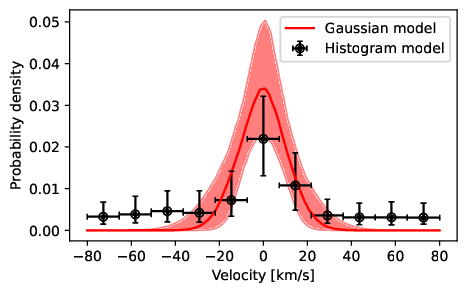 Gaussian model
Histogram model
0.05
0.04
0.03
0.02
0.01
0.00
Probability density
−80 −60 −40 −20 0 20 40 60 80
Velocity [km/s]